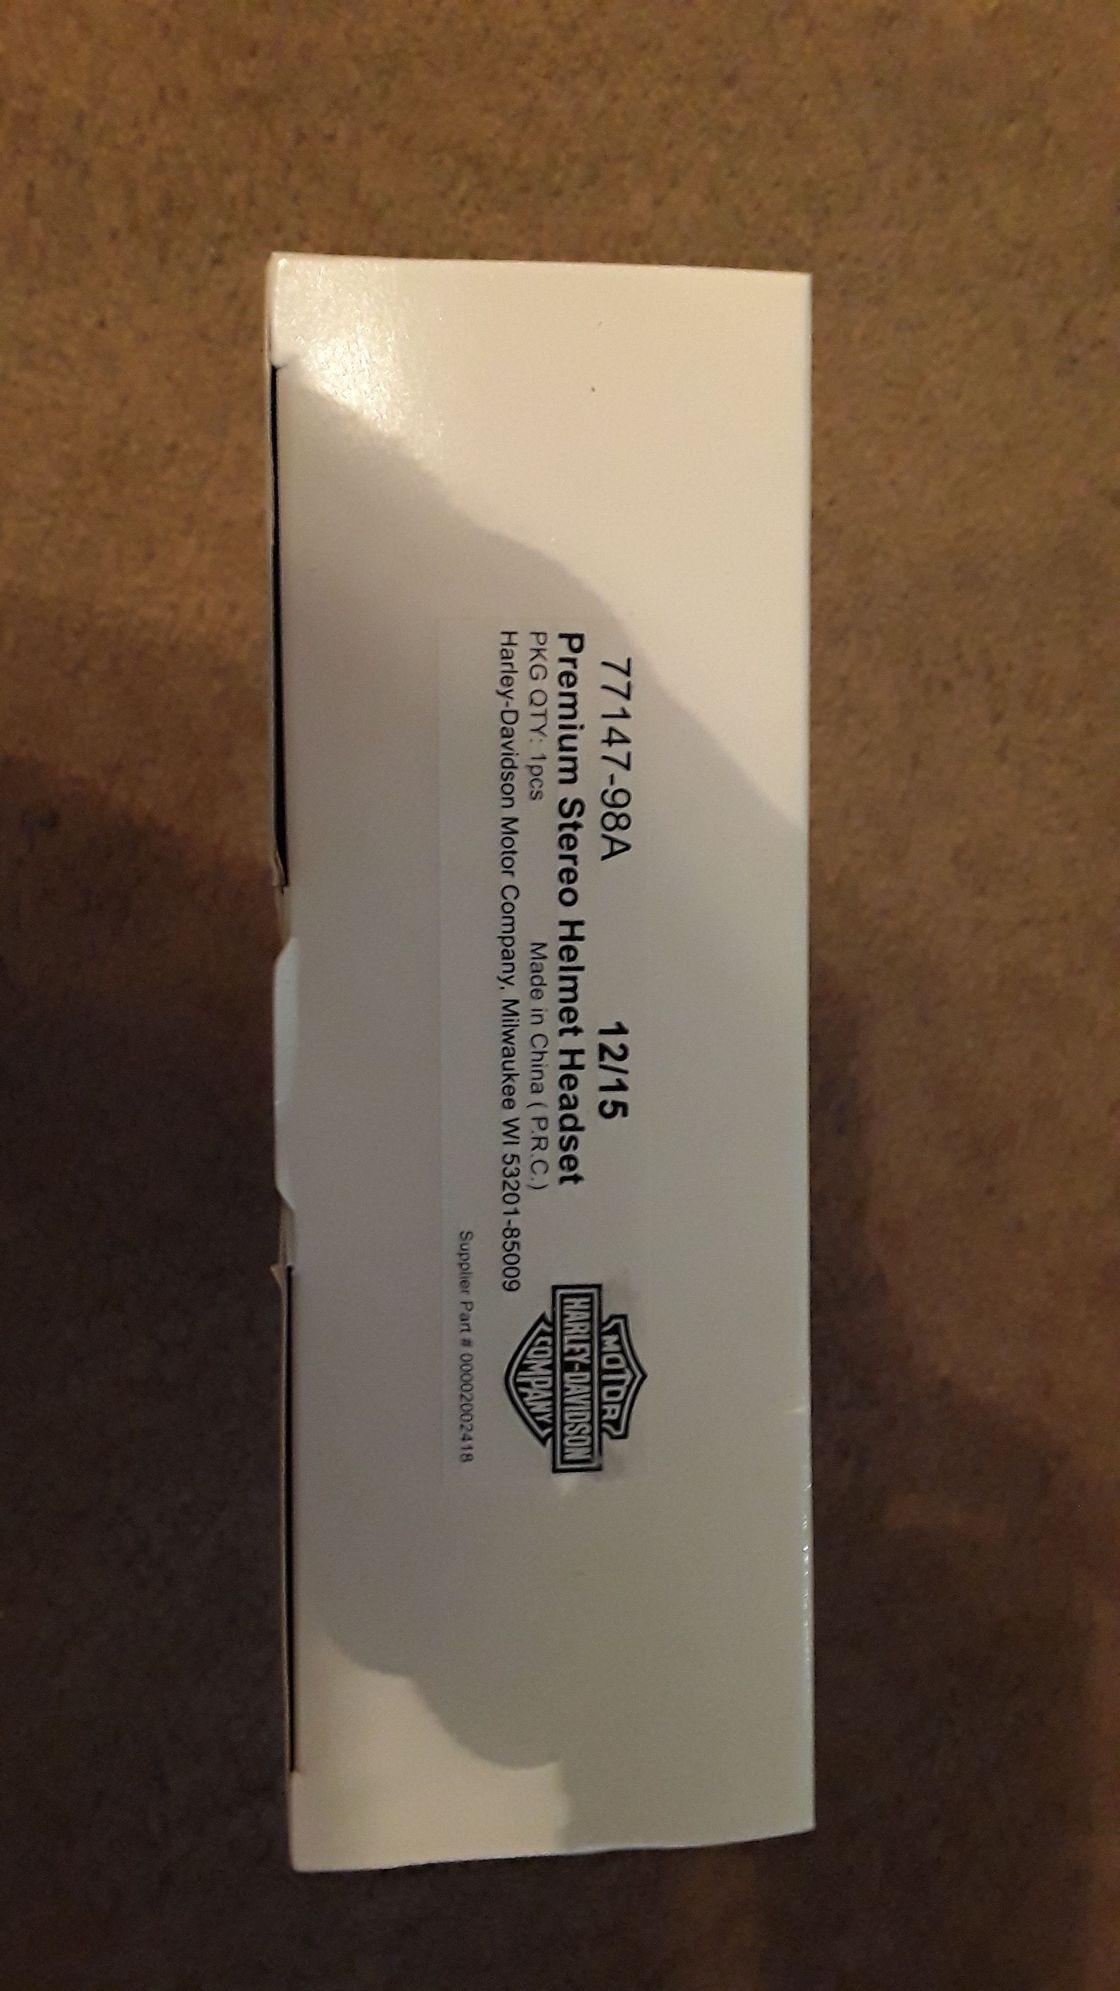 77147-98A 12/15
Premium Stereo Helmet Headset
PKG QTY: 1pcs Made in China ( P.R.C.)
Harley-Davidson Motor Company, Milwaukee WI 53201-85009
MOTOR
HARLEY-DAVIDSON
COMPANY
Supplier Part # 00002002418